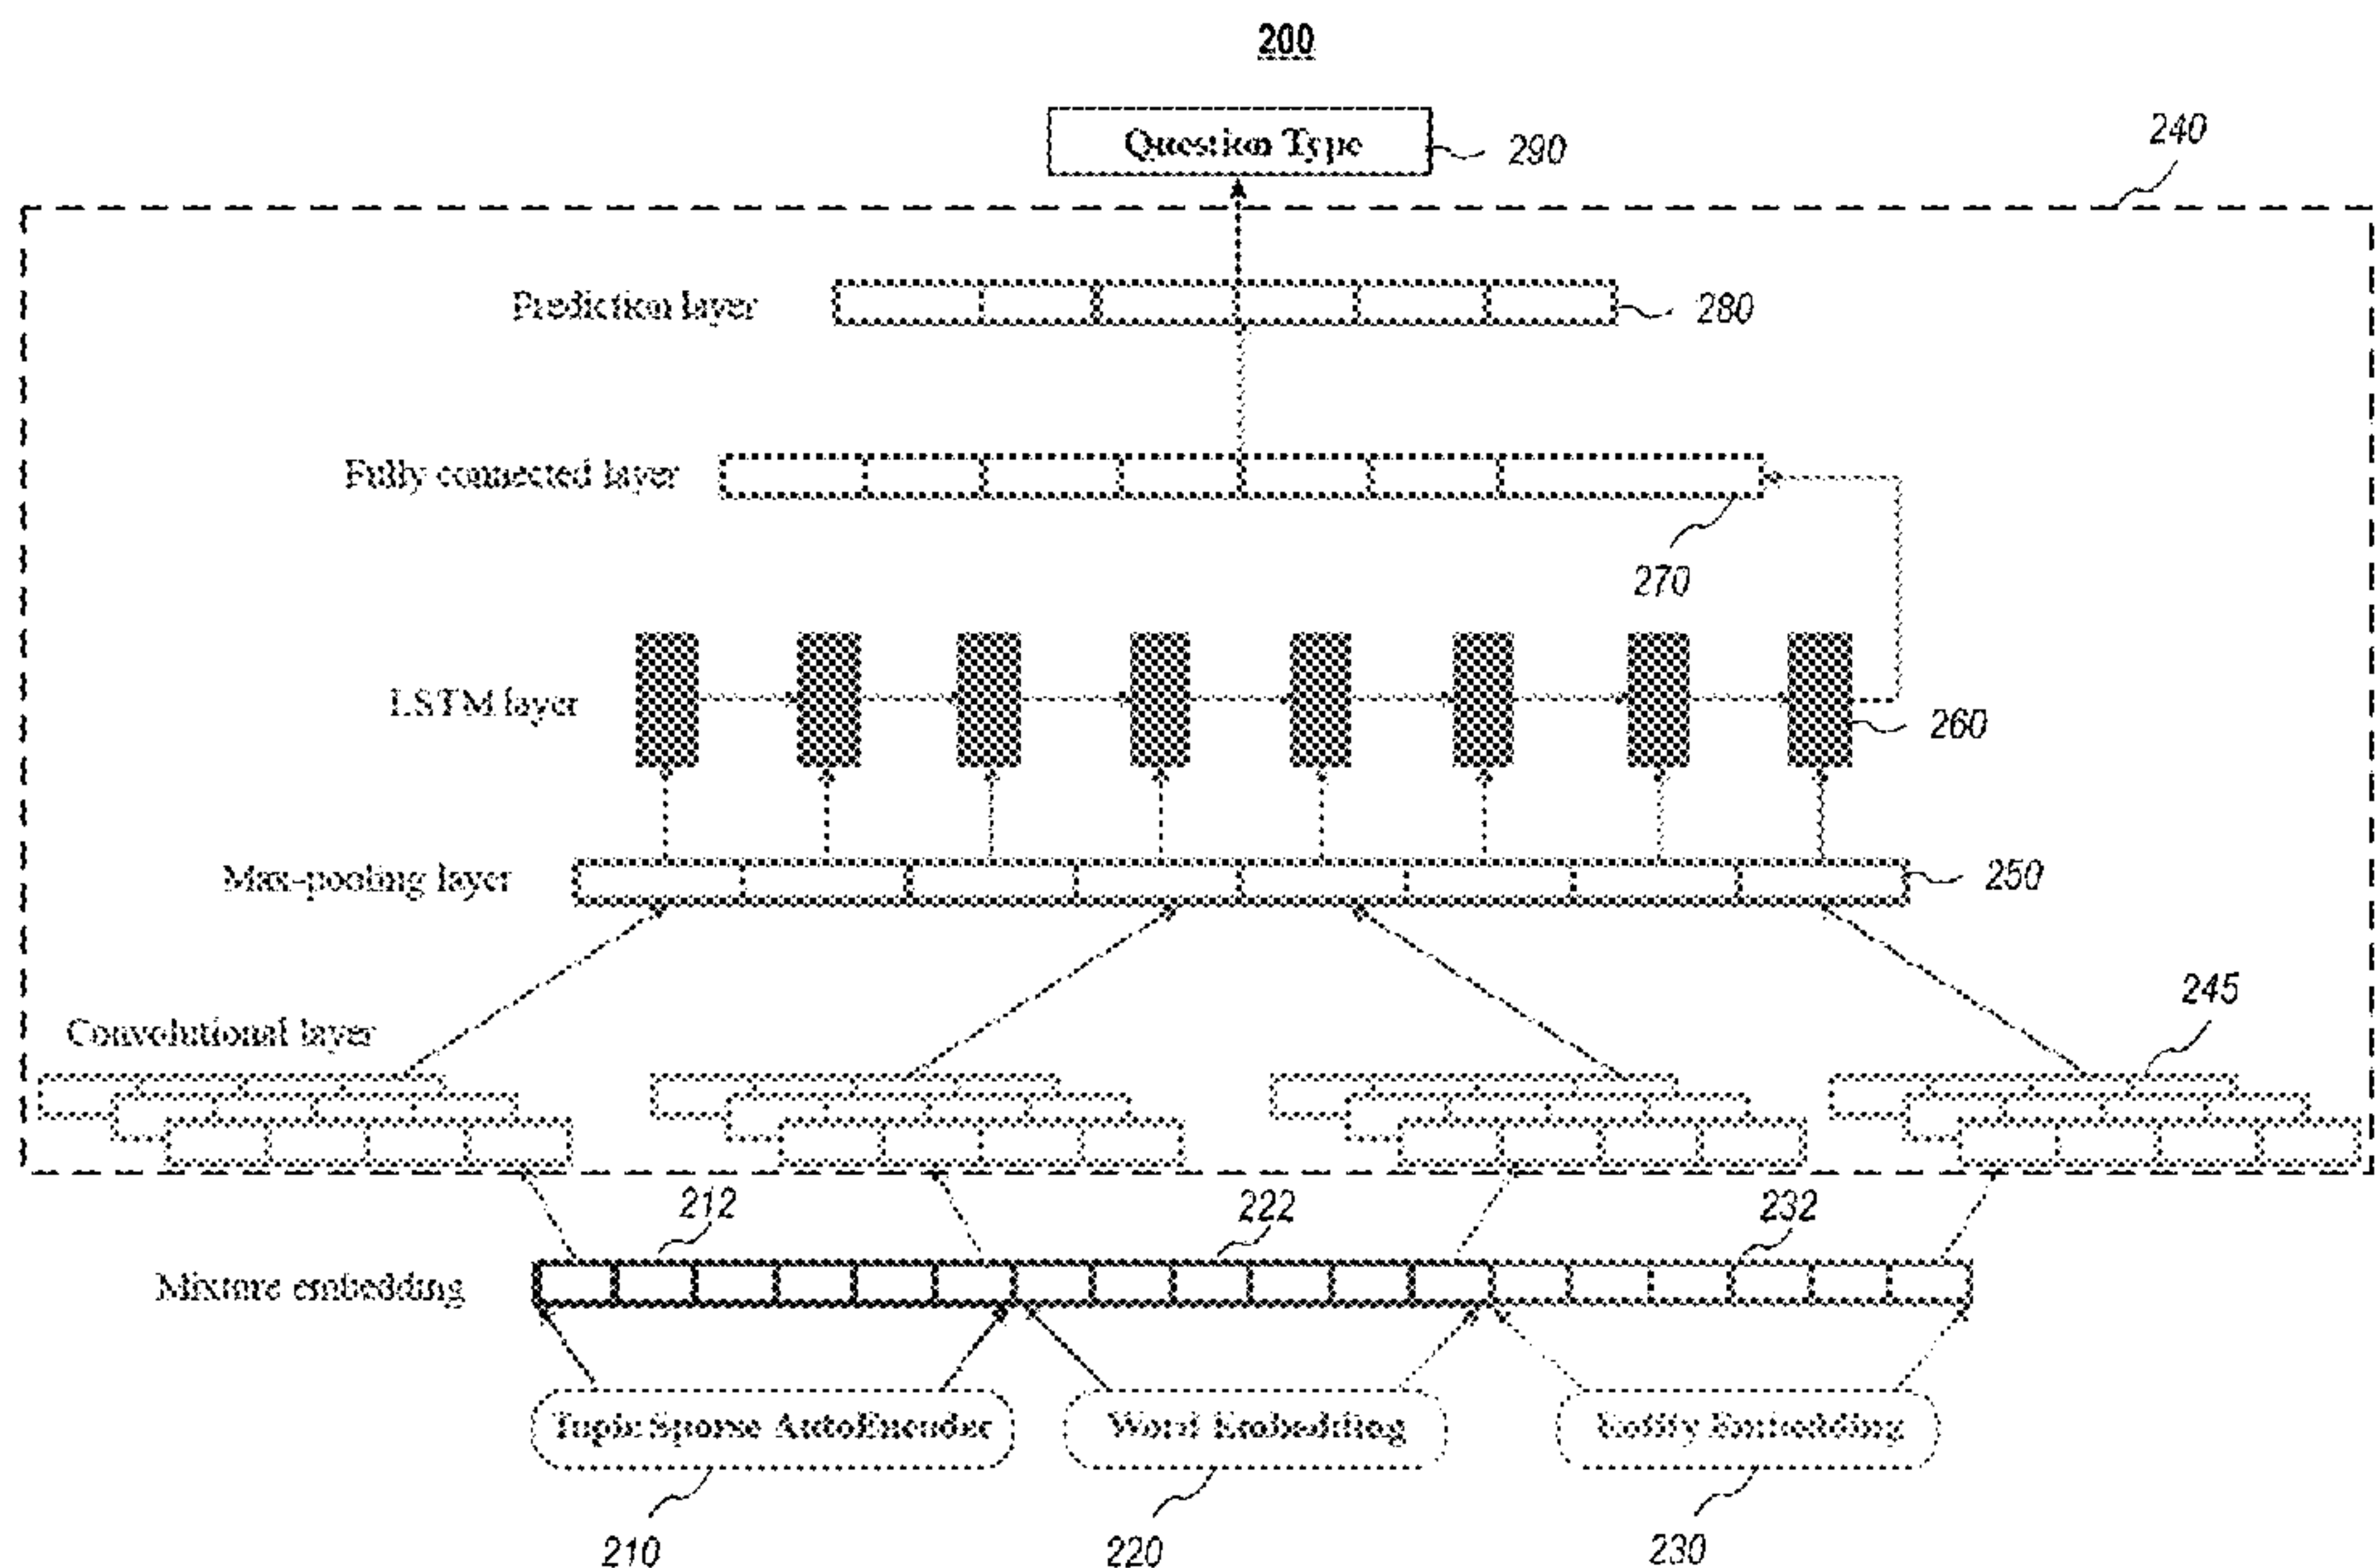 200
Question Type
290
240
Prediction layer
280
Fully connected layer
270
LSTM layer
260
Max-pooling layer
250
Convolutional layer
245
212
222
232
Mixture embedding
Topic Sparse AutoEncoder
Word Embedding
Entity Embedding
210
220
230